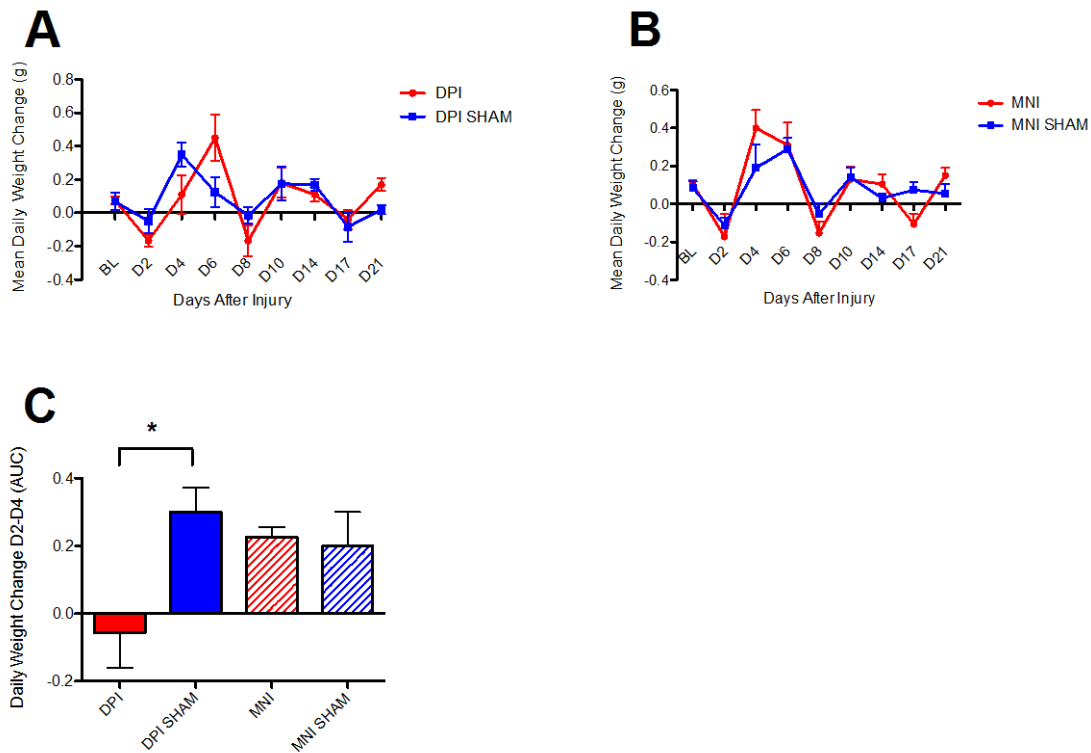 A
Mean Daily Weight Change (g)
0.8
0.6
0.4
0.2
0.0
-0.2
-0.4
BL
D2
D4
D6
D8
D10
D14
D17
D21
Days After Injury
DPI
DPI SHAM
B
Mean Daily Weight Change (g)
0.6
0.4
0.2
0.0
-0.2
-0.4
BL
D2
D4
D6
D8
D10
D14
D17
D21
Days After Injury
MNI
MNI SHAM
C
Daily Weight Change D2-D4 (AUC)
0.4
0.2
0.0
-0.2
*
DPI
DPI SHAM
MNI
MNI SHAM